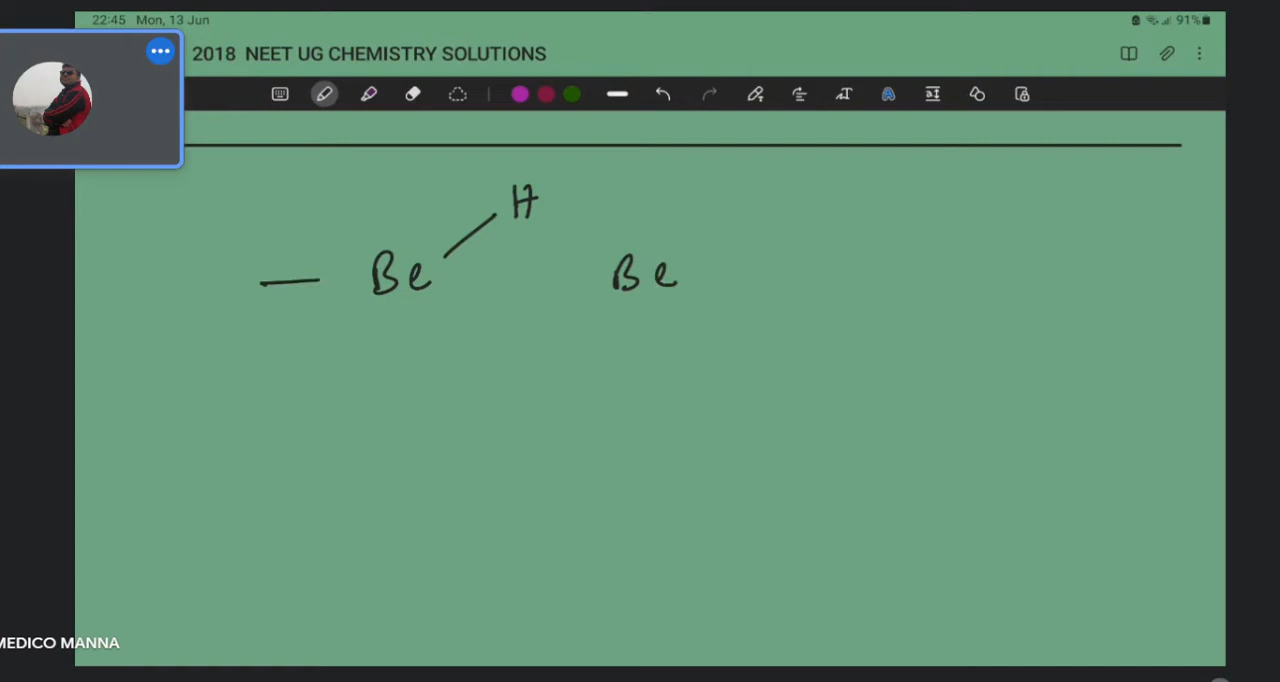 22:45 Mon, 13 Jun 91%
2018 NEET UG CHEMISTRY SOLUTIONS
H
Be Be
MEDICO MANNA